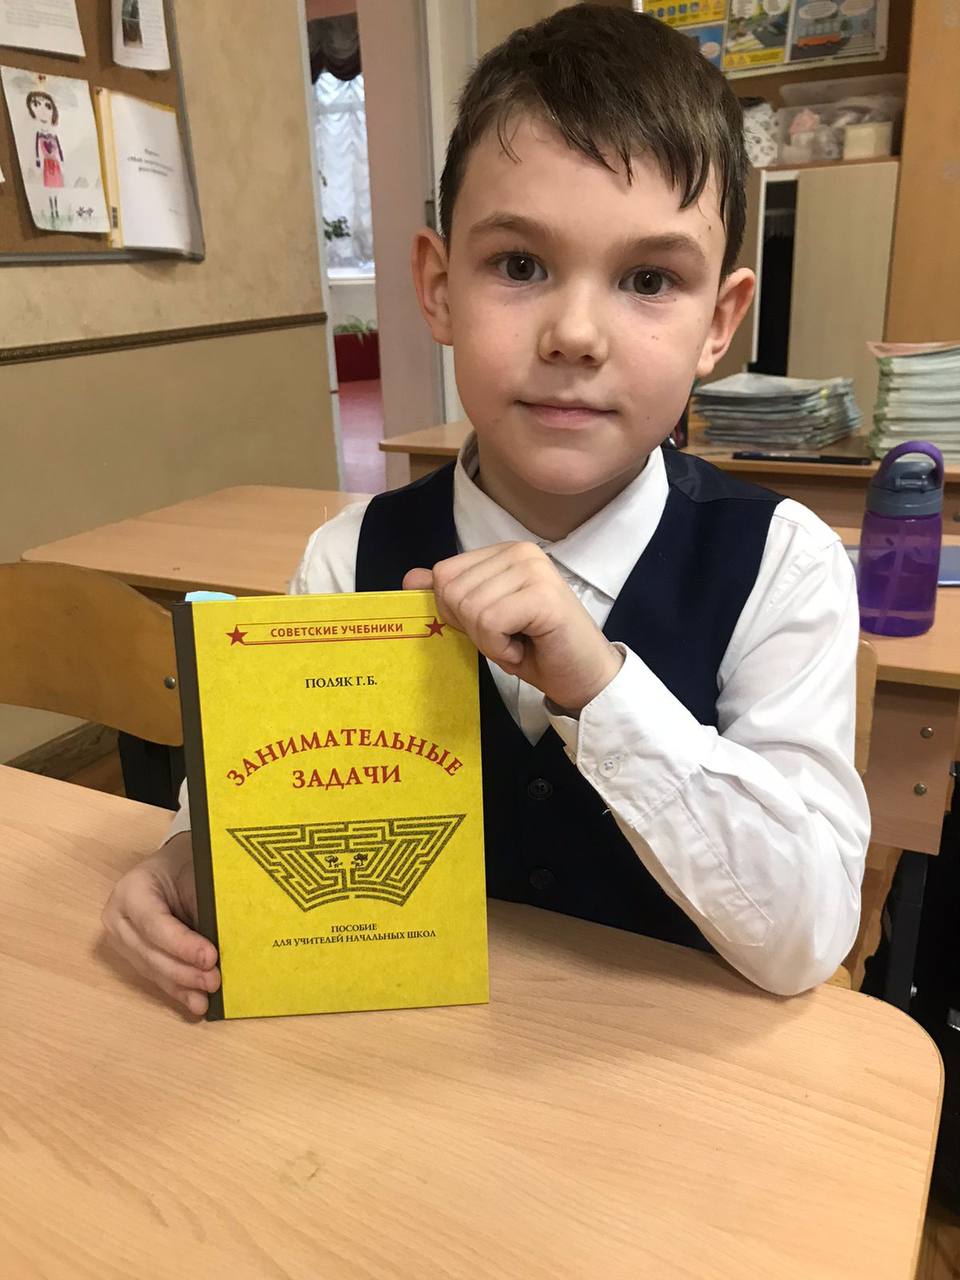 СОВЕТСКИЕ УЧЕБНИКИ
ПОЛЯК Г. Б.
ЗАНИМАТЕЛЬНЫЕ
ЗАДАЧИ
ПОСОБИЕ
ДЛЯ УЧИТЕЛЕЙ НАЧАЛЬНЫХ ШКОЛ